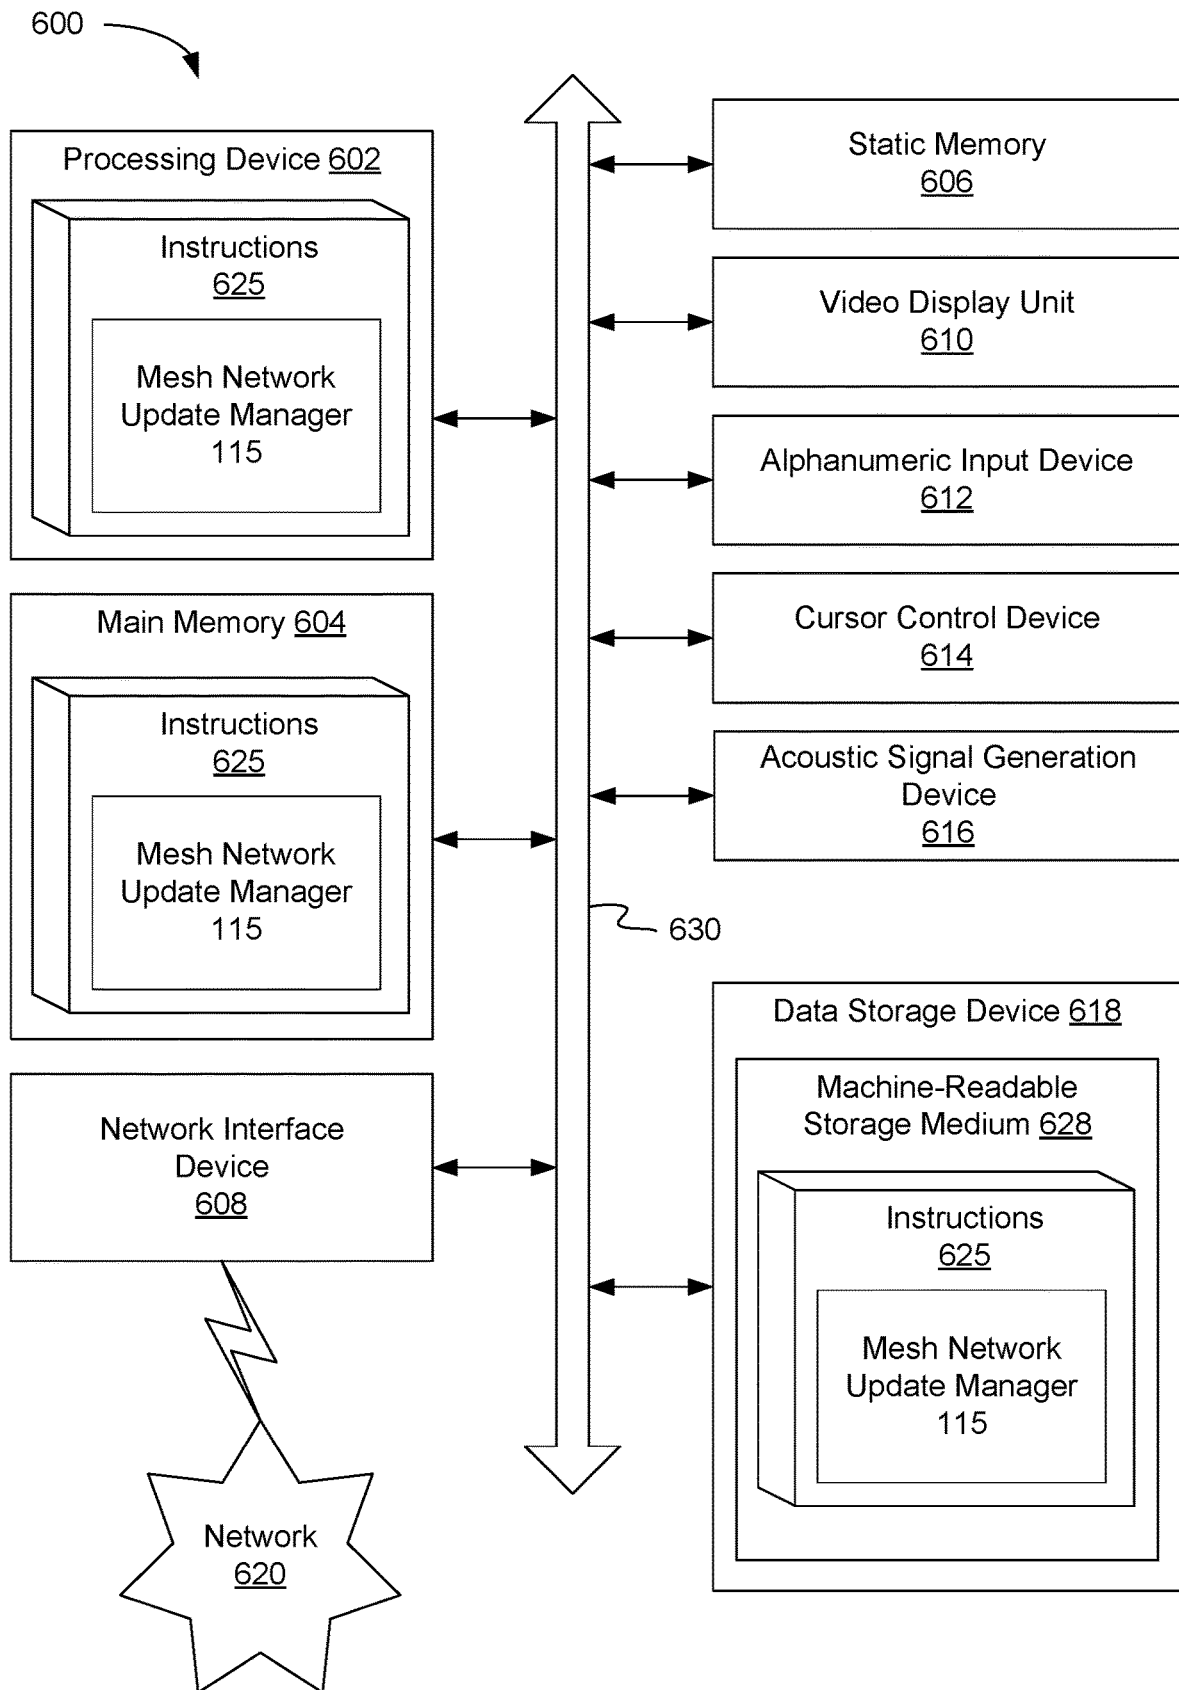 600
Processing Device 602
Instructions
625
Mesh Network
Update Manager
115
Main Memory 604
Instructions
625
Mesh Network
Update Manager
115
Network Interface
Device
608
Network
620
Static Memory
606
Video Display Unit
610
Alphanumeric Input Device
612
Cursor Control Device
614
Acoustic Signal Generation
Device
616
630
Data Storage Device 618
Machine-Readable
Storage Medium 628
Instructions
625
Mesh Network
Update Manager
115